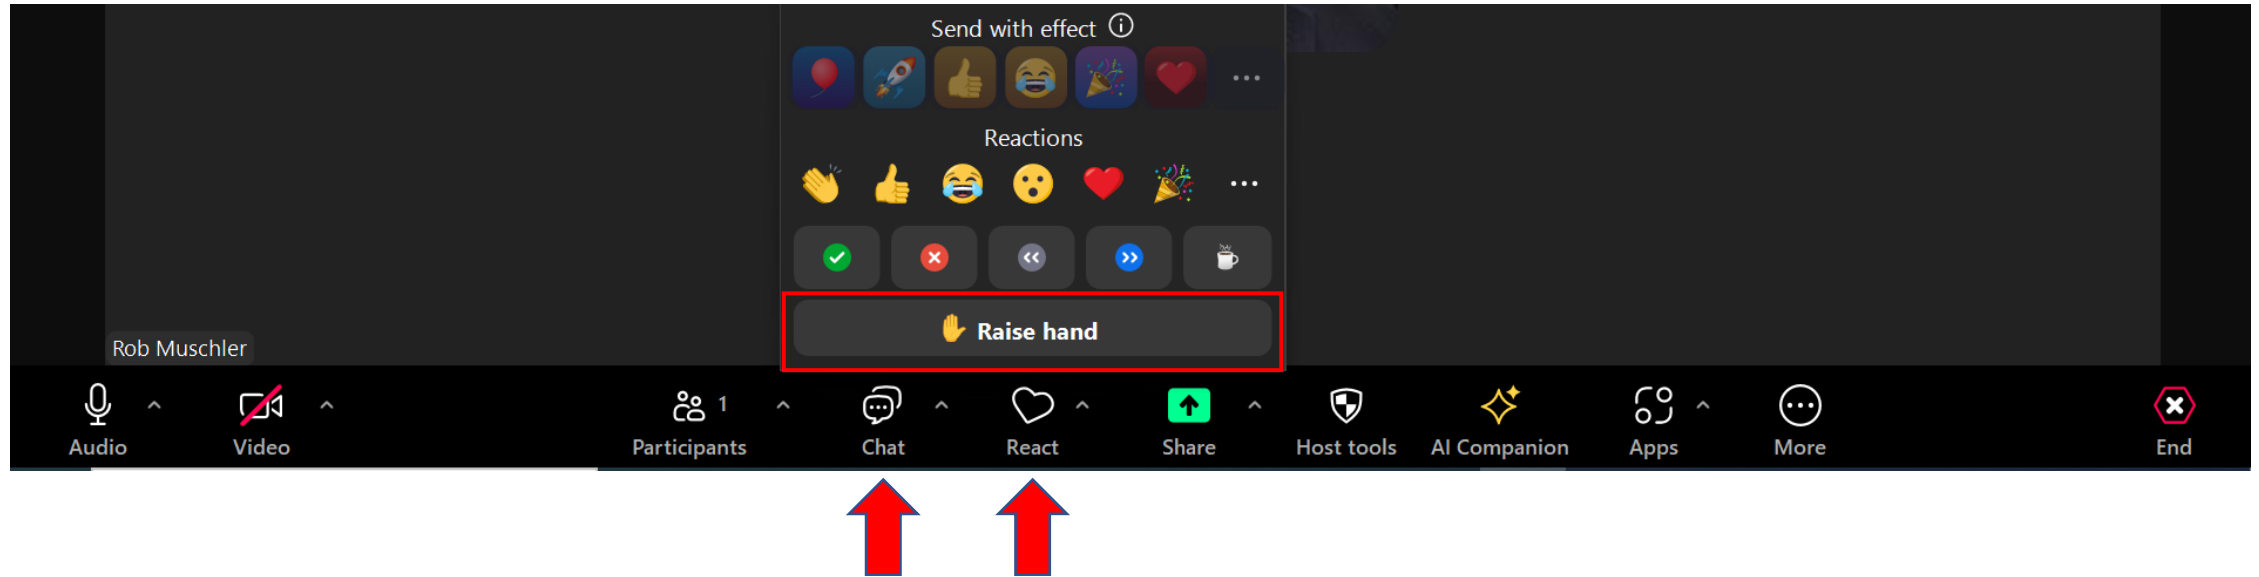 Send with effect
Reactions
Raise hand
Rob Muschler
1
Audio
Video
Participants
Chat
React
Share
Host tools
AI Companion
Apps
More
End